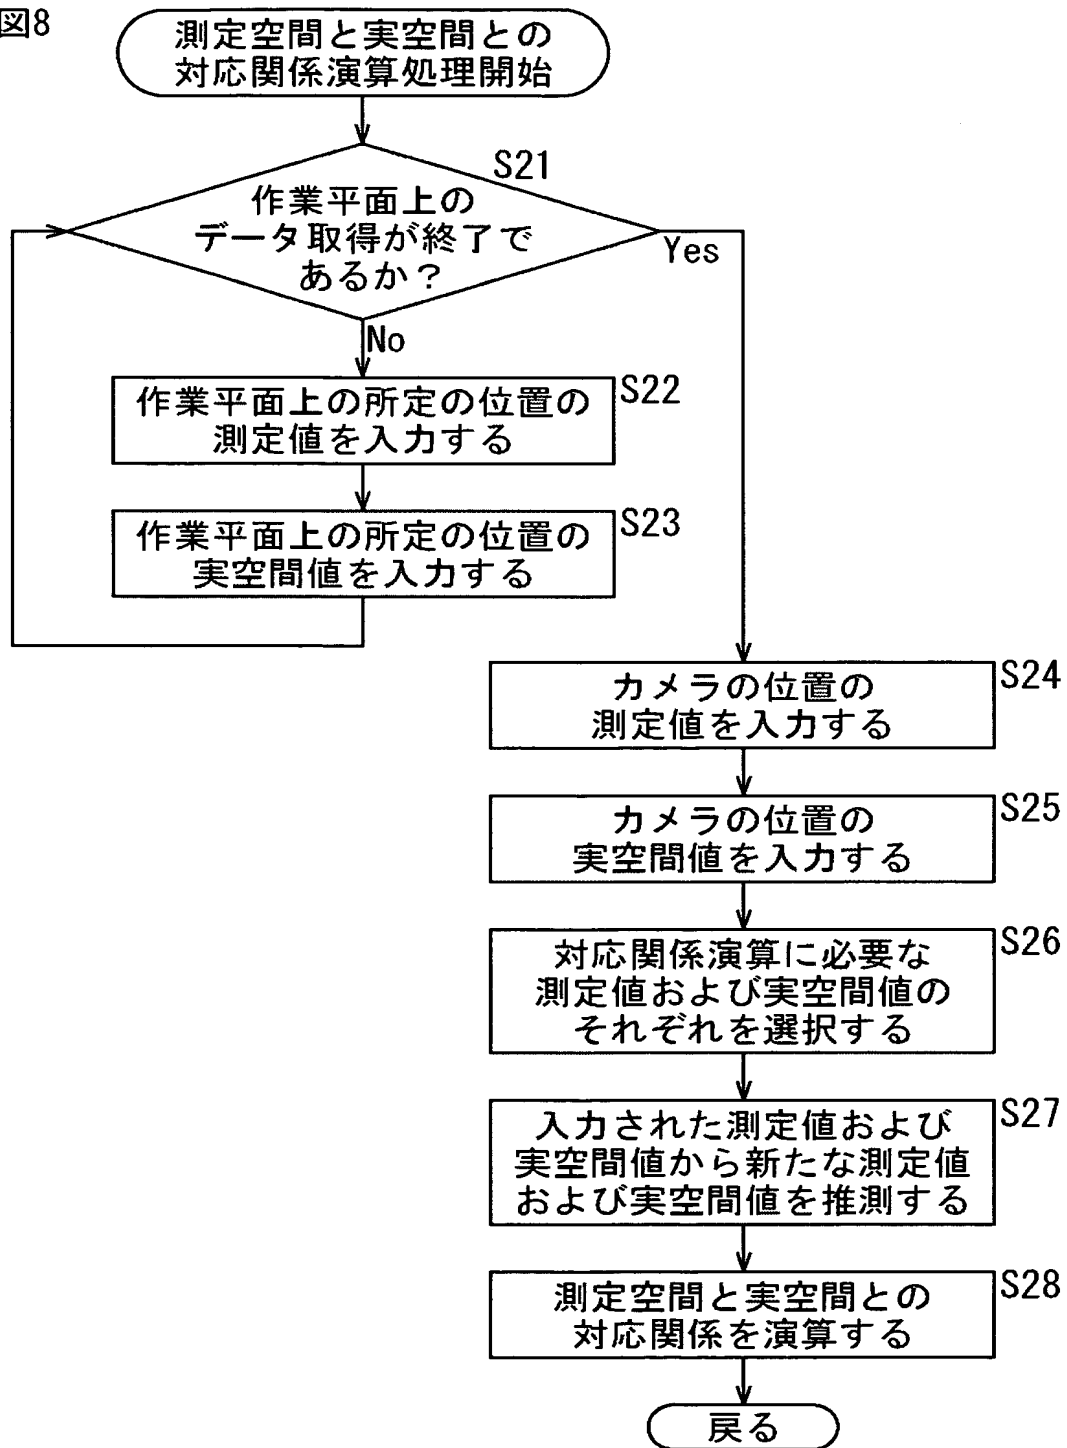 図8
測定空間と実空間との
対応関係演算処理開始
S21
作業平面上の
データ取得が終了で
あるか?
Yes
No
作業平面上の所定の位置の
測定値を入力する
S22
作業平面上の所定の位置の
実空間値を入力する
S23
カメラの位置の
測定値を入力する
S24
カメラの位置の
実空間値を入力する
S25
対応関係演算に必要な
測定値および実空間値の
それぞれを選択する
S26
入力された測定値および
実空間値から新たな測定値
および実空間値を推測する
S27
測定空間と実空間との
対応関係を演算する
S28
戻る